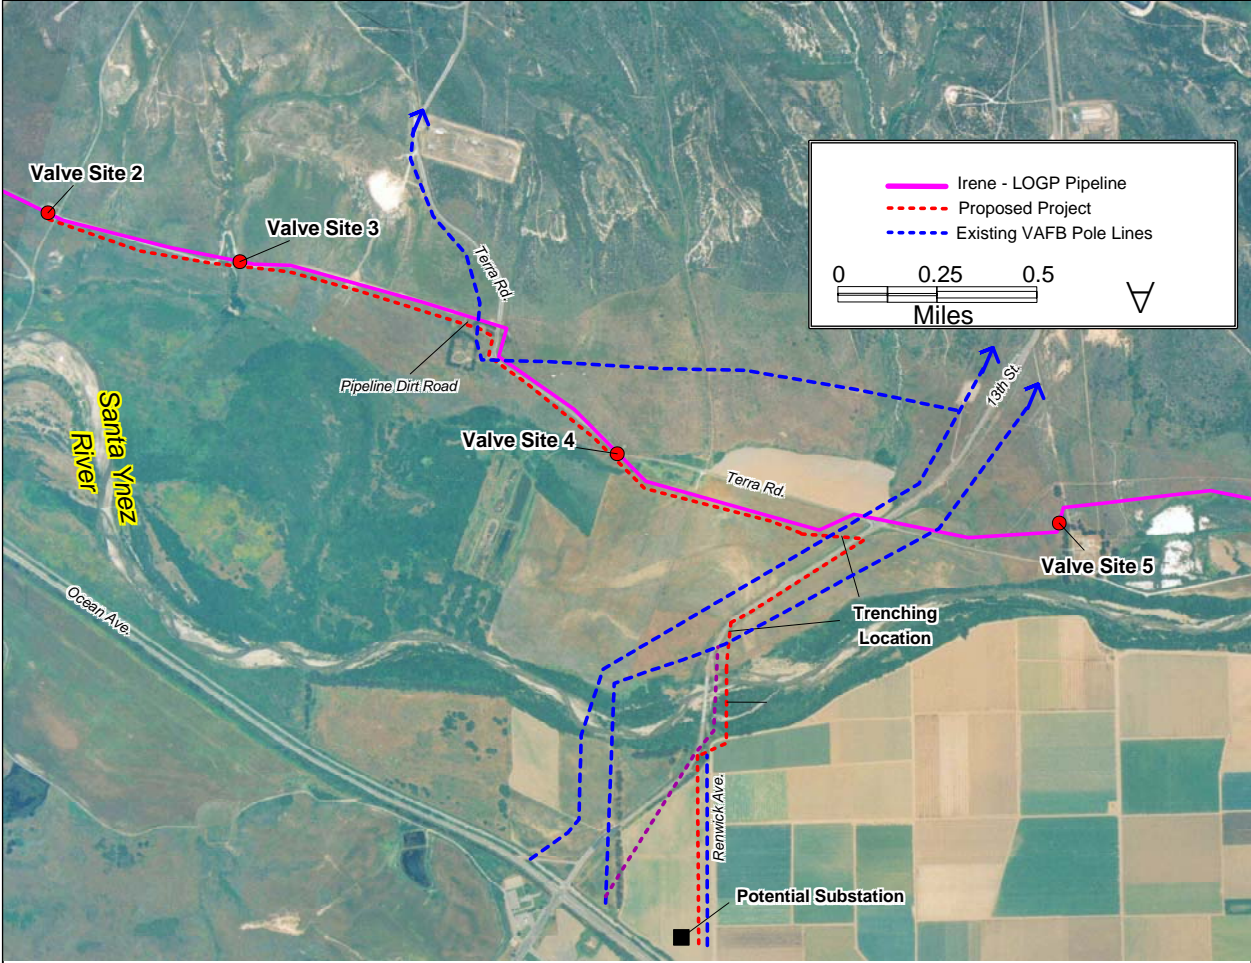 Valve Site 2
Valve Site 3
Terra Rd.
Irene - LOGP Pipeline
Proposed Project
Existing VAFB Pole Lines
0 0.25 0.5
Miles
Pipeline Dirt Road
13th St.
Santa Ynez
River
Valve Site 4
Terra Rd.
Valve Site 5
Ocean Ave.
Trenching
Location
Renwick Ave.
Potential Substation